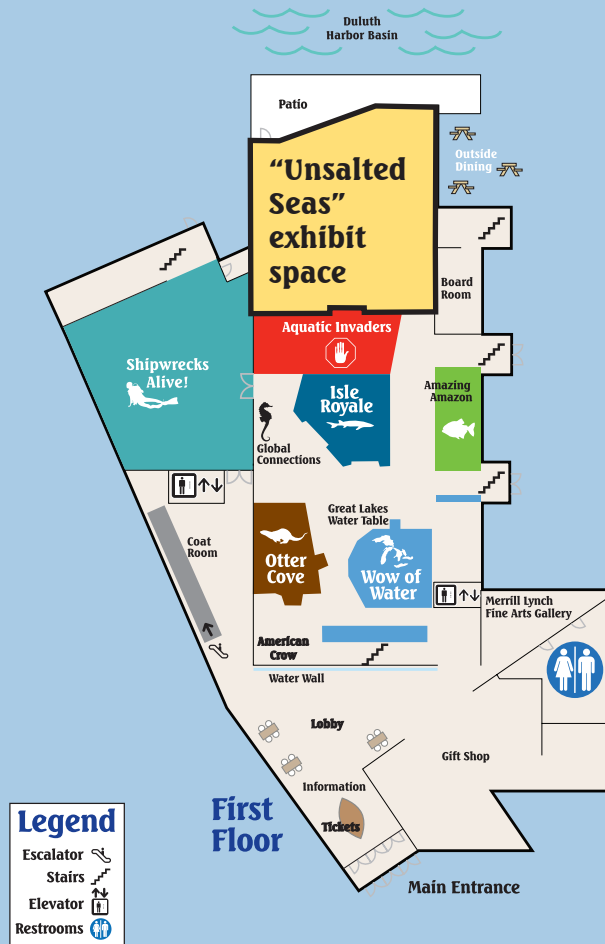 Duluth
Harbor Basin
Patio
Outside
Dining
“Unsalted
Seas”
exhibit
space
Board
Room
Aquatic Invaders
Shipwrecks
Alive!
Isle
Royale
Amazing
Amazon
Global
Connections
Great Lakes
Water Table
Coat
Room
Otter
Cove
Wow of
Water
Merrill Lynch
Fine Arts Gallery
American
Crow
Water Wall
Lobby
Gift Shop
Information
Tickets
First
Floor
Main Entrance
Legend
Escalator
Stairs
Elevator
Restrooms